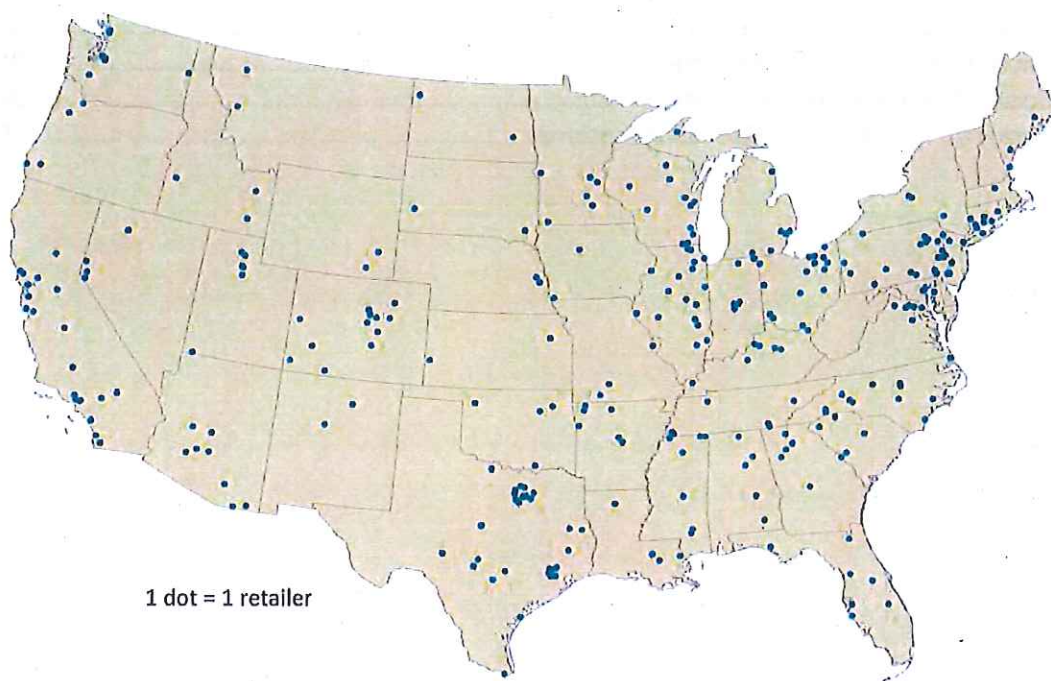 1 dot = 1 retailer